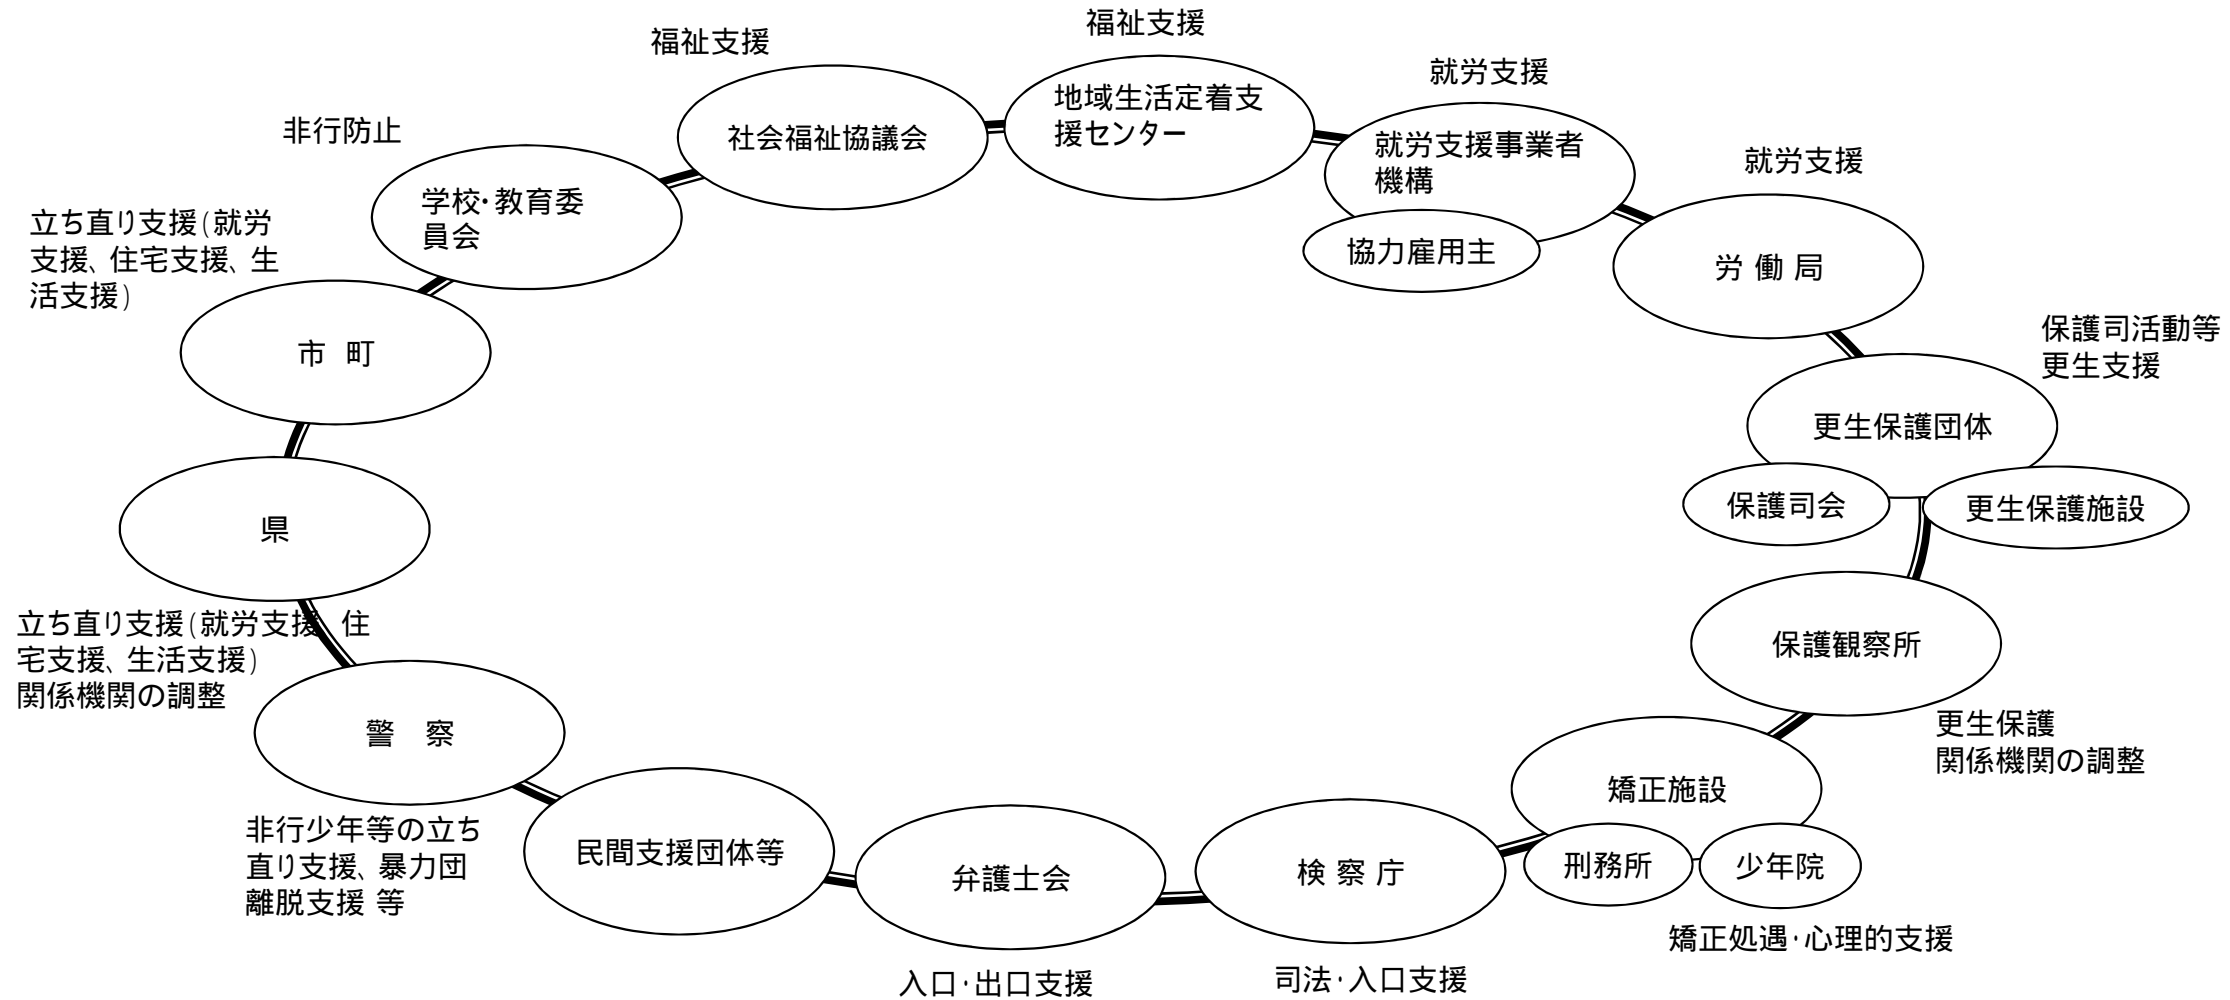 福祉支援
福祉支援
就労支援
地域生活定着支
援センター
社会福祉協議会
非行防止
就労支援事業者
機構
就労支援
学校・教育委
員会
協力雇用主
労 働 局
立ち直り支援(就労
支援、住宅支援、生
活支援)
市 町
保護司活動等
更生支援
更生保護団体
保護司会
更生保護施設
県
立ち直り支援(就労支援 住
宅支援、生活支援)
関係機関の調整
保護観察所
更生保護
関係機関の調整
警 察
矯正施設
刑務所
少年院
矯正処遇・心理的支援
非行少年等の立ち
直り支援、暴力団
離脱支援 等
民間支援団体等
弁護士会
検 察 庁
入口・出口支援
司法・入口支援